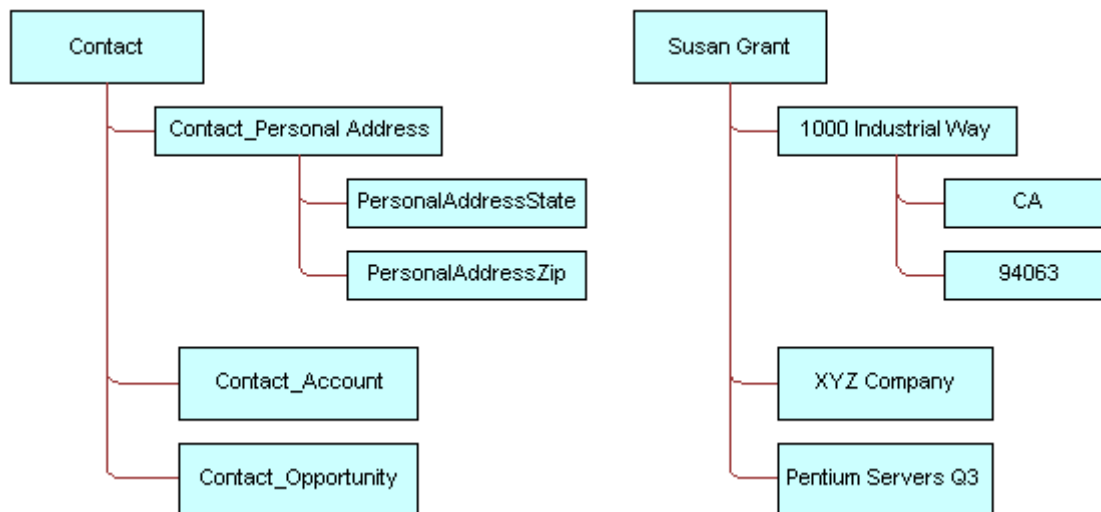 Contact
Contact_Personal Address
PersonalAddressState
PersonalAddressZip
Contact_Account
Contact_Opportunity
Susan Grant
1000 Industrial Way
CA
94063
XYZ Company
Pentium Servers Q3